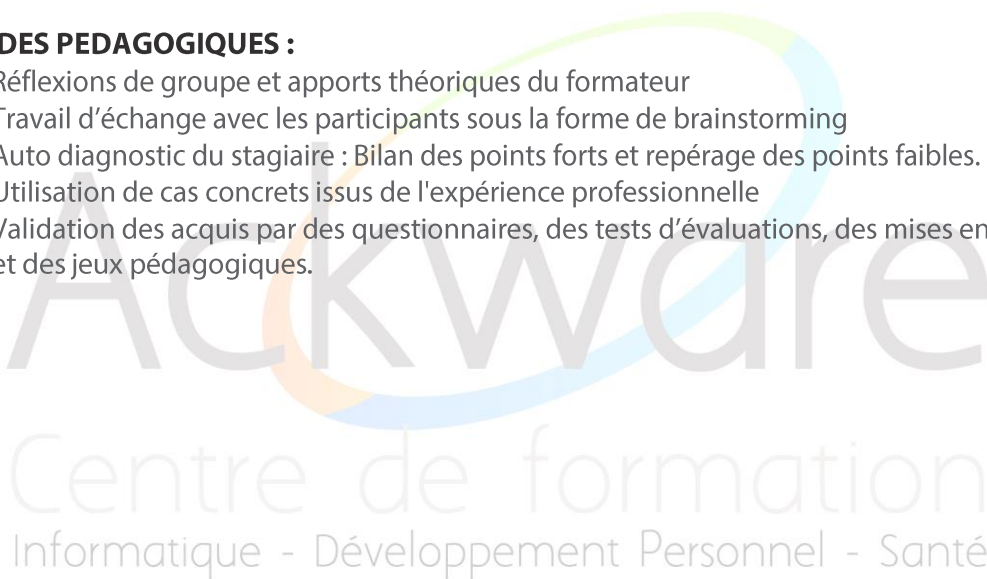 DES PEDAGOGIQUES :
Réflexions de groupe et apports théoriques du formateur
Travail d’échange avec les participants sous la forme de brainstorming
Auto diagnostic du stagiaire : Bilan des points forts et repérage des points faibles.
Utilisation de cas concrets issus de l'expérience professionnelle
Validation des acquis par des questionnaires, des tests d’évaluations, des mises en
et des jeux pédagogiques.
Ackware
Centre de formation
Informatique - Développement Personnel - Santé